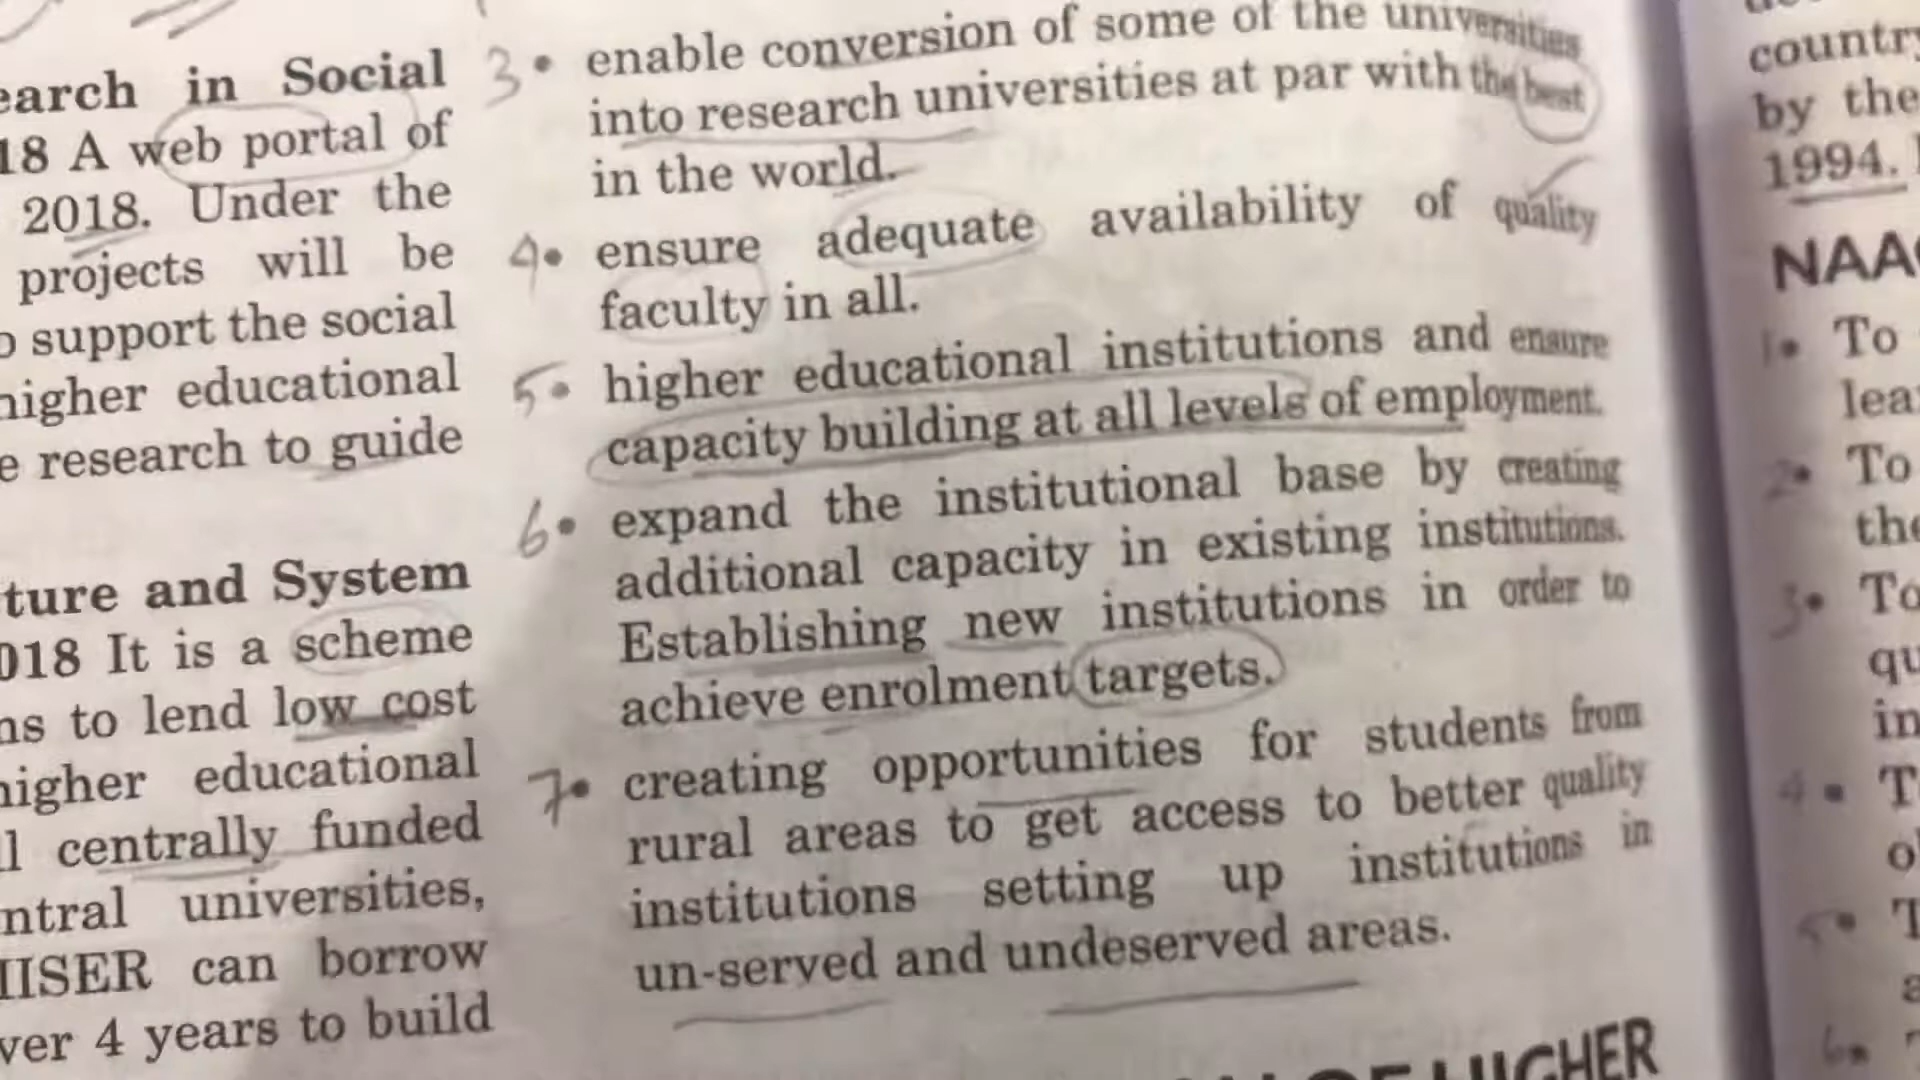 earch in Social
18 A web portal of
2018. Under the
projects will be
support the social
higher educational
research to guide
ture and System
018 It is a scheme
ns to lend low cost
higher educational
centrally funded
ntral universities,
IISER can borrow
ver 4 years to build
3• enable conversion of some of the universities
into research universities at par with the best
in the world.
4• ensure adequate availability of quality
faculty in all.
5• higher educational institutions and ensure
capacity building at all levels of employment.
6• expand the institutional base by creating
additional capacity in existing institutions.
Establishing new institutions in order to
achieve enrolment targets.
7• creating opportunities for students from
rural areas to get access to better quality
institutions setting up institutions in
un-served and undeserved areas.
HIGHER
country
by the
1994.
NAAC
1• To
lea
2• To
the
3• To
qu
in
4• T
5• T
6•